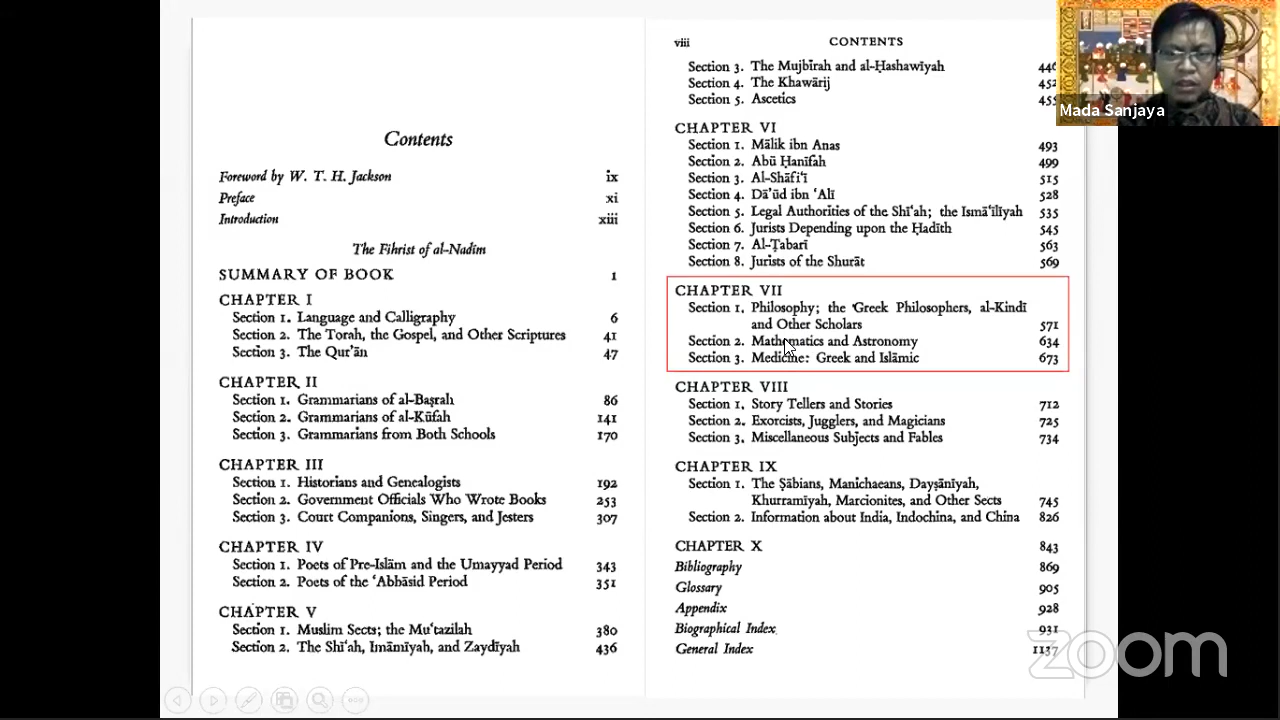 Contents
Foreword by W. T. H. Jackson ix
Preface xi
Introduction xiii
The Fihrist of al-Nadīm
SUMMARY OF BOOK 1
CHAPTER I
Section 1. Language and Calligraphy 6
Section 2. The Torah, the Gospel, and Other Scriptures 41
Section 3. The Qur'ān 47
CHAPTER II
Section 1. Grammarians of al-Baṣrah 86
Section 2. Grammarians of al-Kūfah 141
Section 3. Grammarians from Both Schools 170
CHAPTER III
Section 1. Historians and Genealogists 192
Section 2. Government Officials Who Wrote Books 253
Section 3. Court Companions, Singers, and Jesters 307
CHAPTER IV
Section 1. Poets of Pre-Islām and the Umayyad Period 343
Section 2. Poets of the ‘Abbāsid Period 351
CHAPTER V
Section 1. Muslim Sects; the Mu‘tazilah 380
Section 2. The Shī‘ah, Imāmīyah, and Zaydīyah 436
viii CONTENTS
Section 3. The Mujbirah and al-Ḥashawīyah 446
Section 4. The Khawārij 452
Section 5. Ascetics 455
CHAPTER VI
Section 1. Mālik ibn Anas 493
Section 2. Abū Ḥanīfah 499
Section 3. Al-Shāfi‘ī 515
Section 4. Dā’ūd ibn ‘Alī 528
Section 5. Legal Authorities of the Shī‘ah; the Ismā‘īlīyah 535
Section 6. Jurists Depending upon the Ḥadīth 545
Section 7. Al-Ṭabarī 563
Section 8. Jurists of the Shurāt 569
CHAPTER VII
Section 1. Philosophy; the Greek Philosophers, al-Kindī
and Other Scholars 571
Section 2. Mathematics and Astronomy 634
Section 3. Medicine: Greek and Islāmic 673
CHAPTER VIII
Section 1. Story Tellers and Stories 712
Section 2. Exorcists, Jugglers, and Magicians 725
Section 3. Miscellaneous Subjects and Fables 734
CHAPTER IX
Section 1. The Ṣābians, Manichaeans, Dayṣānīyah,
Khurramīyah, Marcionites, and Other Sects 745
Section 2. Information about India, Indochina, and China 826
CHAPTER X 843
Bibliography 869
Glossary 905
Appendix 928
Biographical Index 931
General Index 1137
Mada Sanjaya
zoom